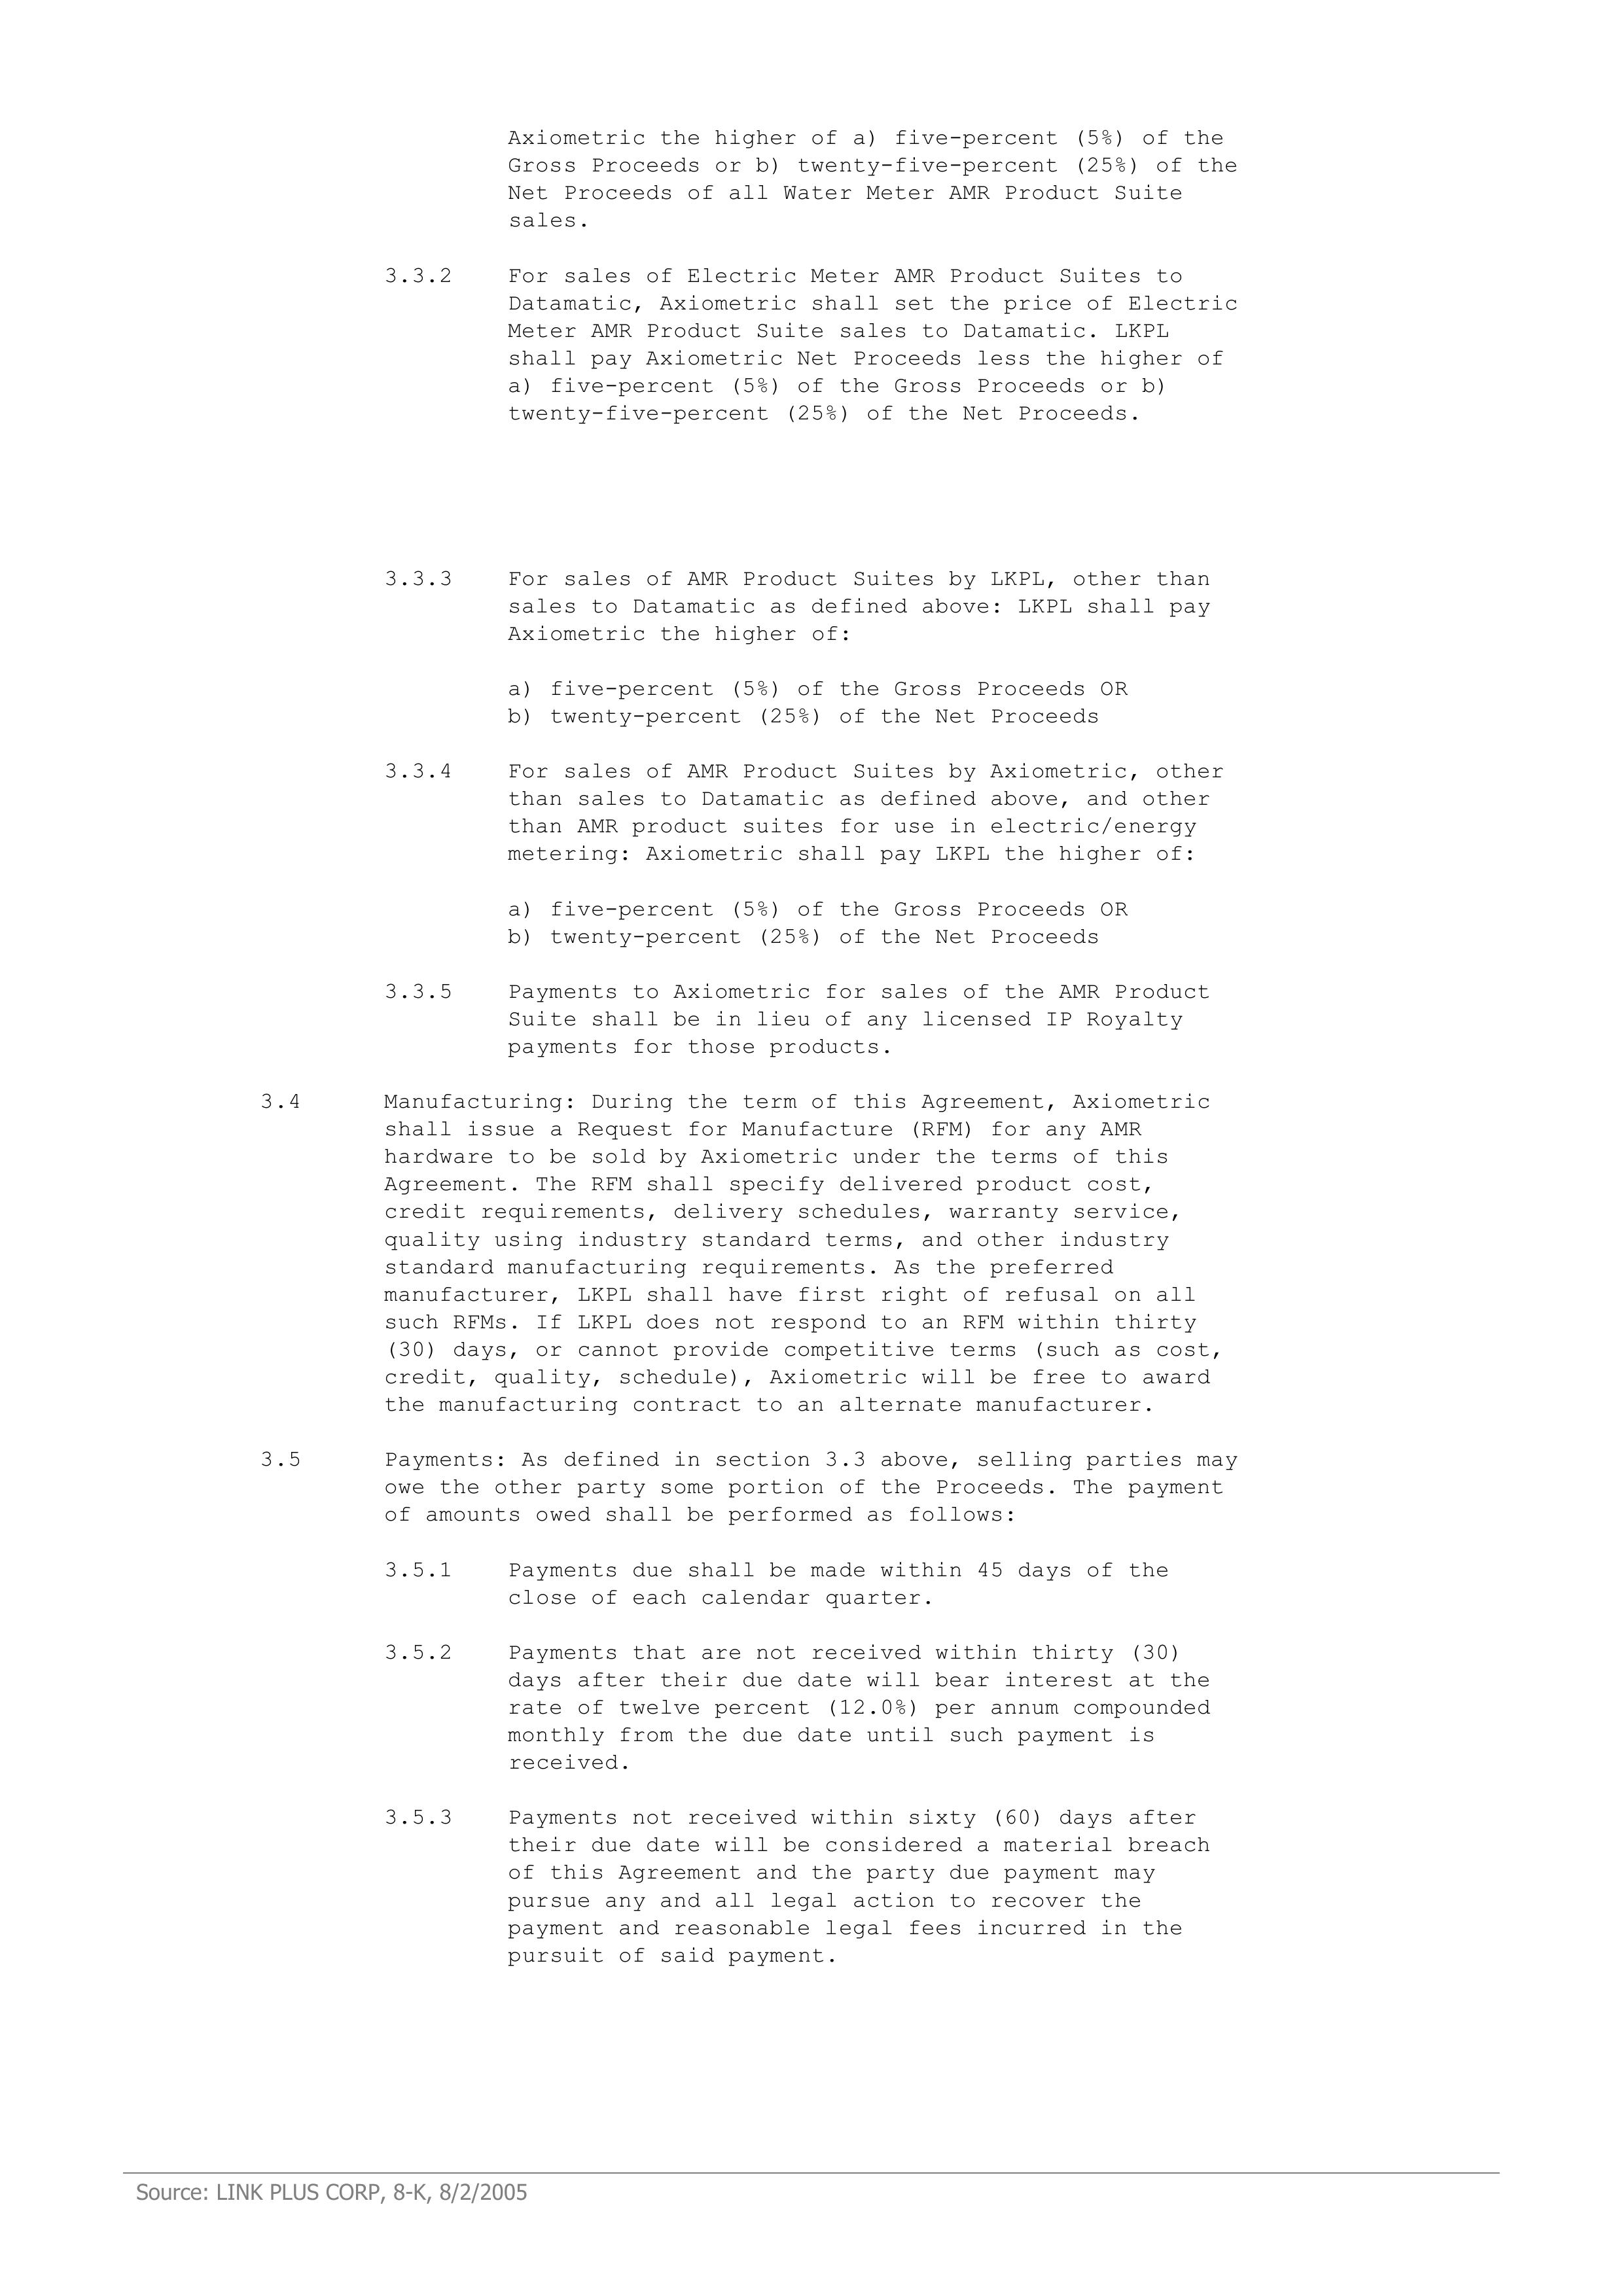 Axiometric the higher of a) five-percent (5%) of the
Gross Proceeds or b) twenty-five-percent (25%) of the
Net Proceeds of all Water Meter AMR Product Suite
sales.
3.3.2 For sales of Electric Meter AMR Product Suites to
Datamatic, Axiometric shall set the price of Electric
Meter AMR Product Suite sales to Datamatic. LKPL
shall pay Axiometric Net Proceeds less the higher of
a) five-percent (5%) of the Gross Proceeds or b)
twenty-five-percent (25%) of the Net Proceeds.
3.3.3 For sales of AMR Product Suites by LKPL, other than
sales to Datamatic as defined above: LKPL shall pay
Axiometric the higher of:
a) five-percent (5%) of the Gross Proceeds OR
b) twenty-percent (25%) of the Net Proceeds
3.3.4 For sales of AMR Product Suites by Axiometric, other
than sales to Datamatic as defined above, and other
than AMR product suites for use in electric/energy
metering: Axiometric shall pay LKPL the higher of:
a) five-percent (5%) of the Gross Proceeds OR
b) twenty-percent (25%) of the Net Proceeds
3.3.5 Payments to Axiometric for sales of the AMR Product
Suite shall be in lieu of any licensed IP Royalty
payments for those products.
3.4 Manufacturing: During the term of this Agreement, Axiometric
shall issue a Request for Manufacture (RFM) for any AMR
hardware to be sold by Axiometric under the terms of this
Agreement. The RFM shall specify delivered product cost,
credit requirements, delivery schedules, warranty service,
quality using industry standard terms, and other industry
standard manufacturing requirements. As the preferred
manufacturer, LKPL shall have first right of refusal on all
such RFMs. If LKPL does not respond to an RFM within thirty
(30) days, or cannot provide competitive terms (such as cost,
credit, quality, schedule), Axiometric will be free to award
the manufacturing contract to an alternate manufacturer.
3.5 Payments: As defined in section 3.3 above, selling parties may
owe the other party some portion of the Proceeds. The payment
of amounts owed shall be performed as follows:
3.5.1 Payments due shall be made within 45 days of the
close of each calendar quarter.
3.5.2 Payments that are not received within thirty (30)
days after their due date will bear interest at the
rate of twelve percent (12.0%) per annum compounded
monthly from the due date until such payment is
received.
3.5.3 Payments not received within sixty (60) days after
their due date will be considered a material breach
of this Agreement and the party due payment may
pursue any and all legal action to recover the
payment and reasonable legal fees incurred in the
pursuit of said payment.
Source: LINK PLUS CORP, 8-K, 8/2/2005